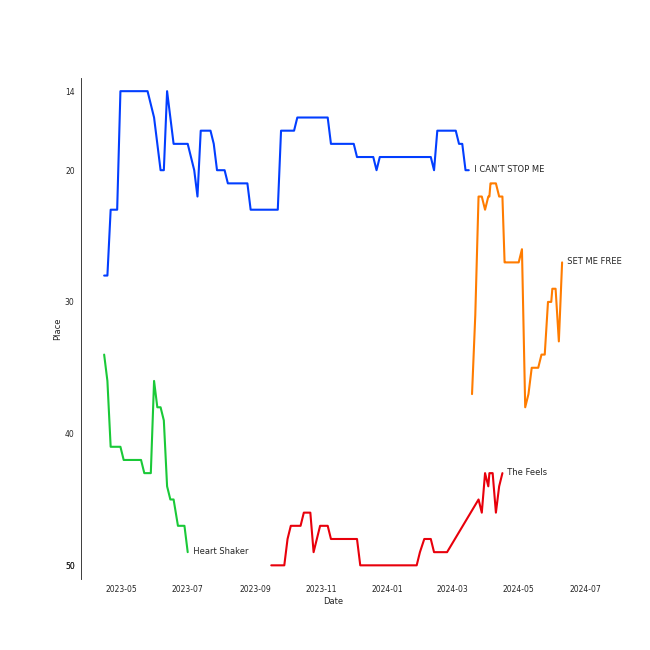 14
20
30
40
50
Place
I CAN'T STOP ME
SET ME FREE
The Feels
Heart Shaker
2023-05
2023-07
2023-09
2023-11
2024-01
2024-03
2024-05
2024-07
Date